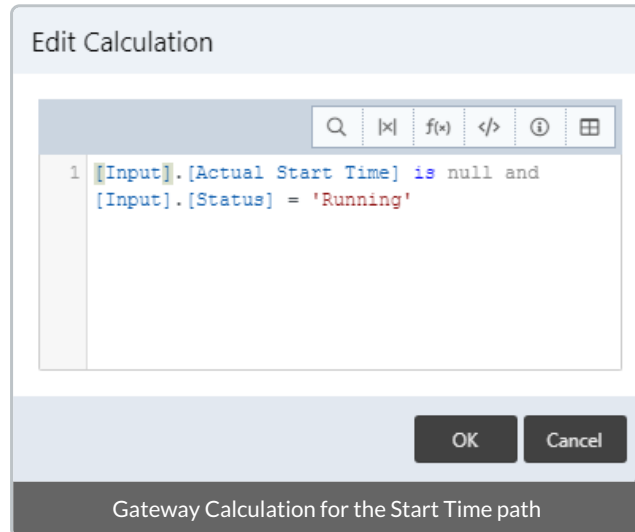 Edit Calculation
|x| f(x) </>
1 [Input].[Actual Start Time] is null and
[Input].[Status] = 'Running'
OK Cancel
Gateway Calculation for the Start Time path